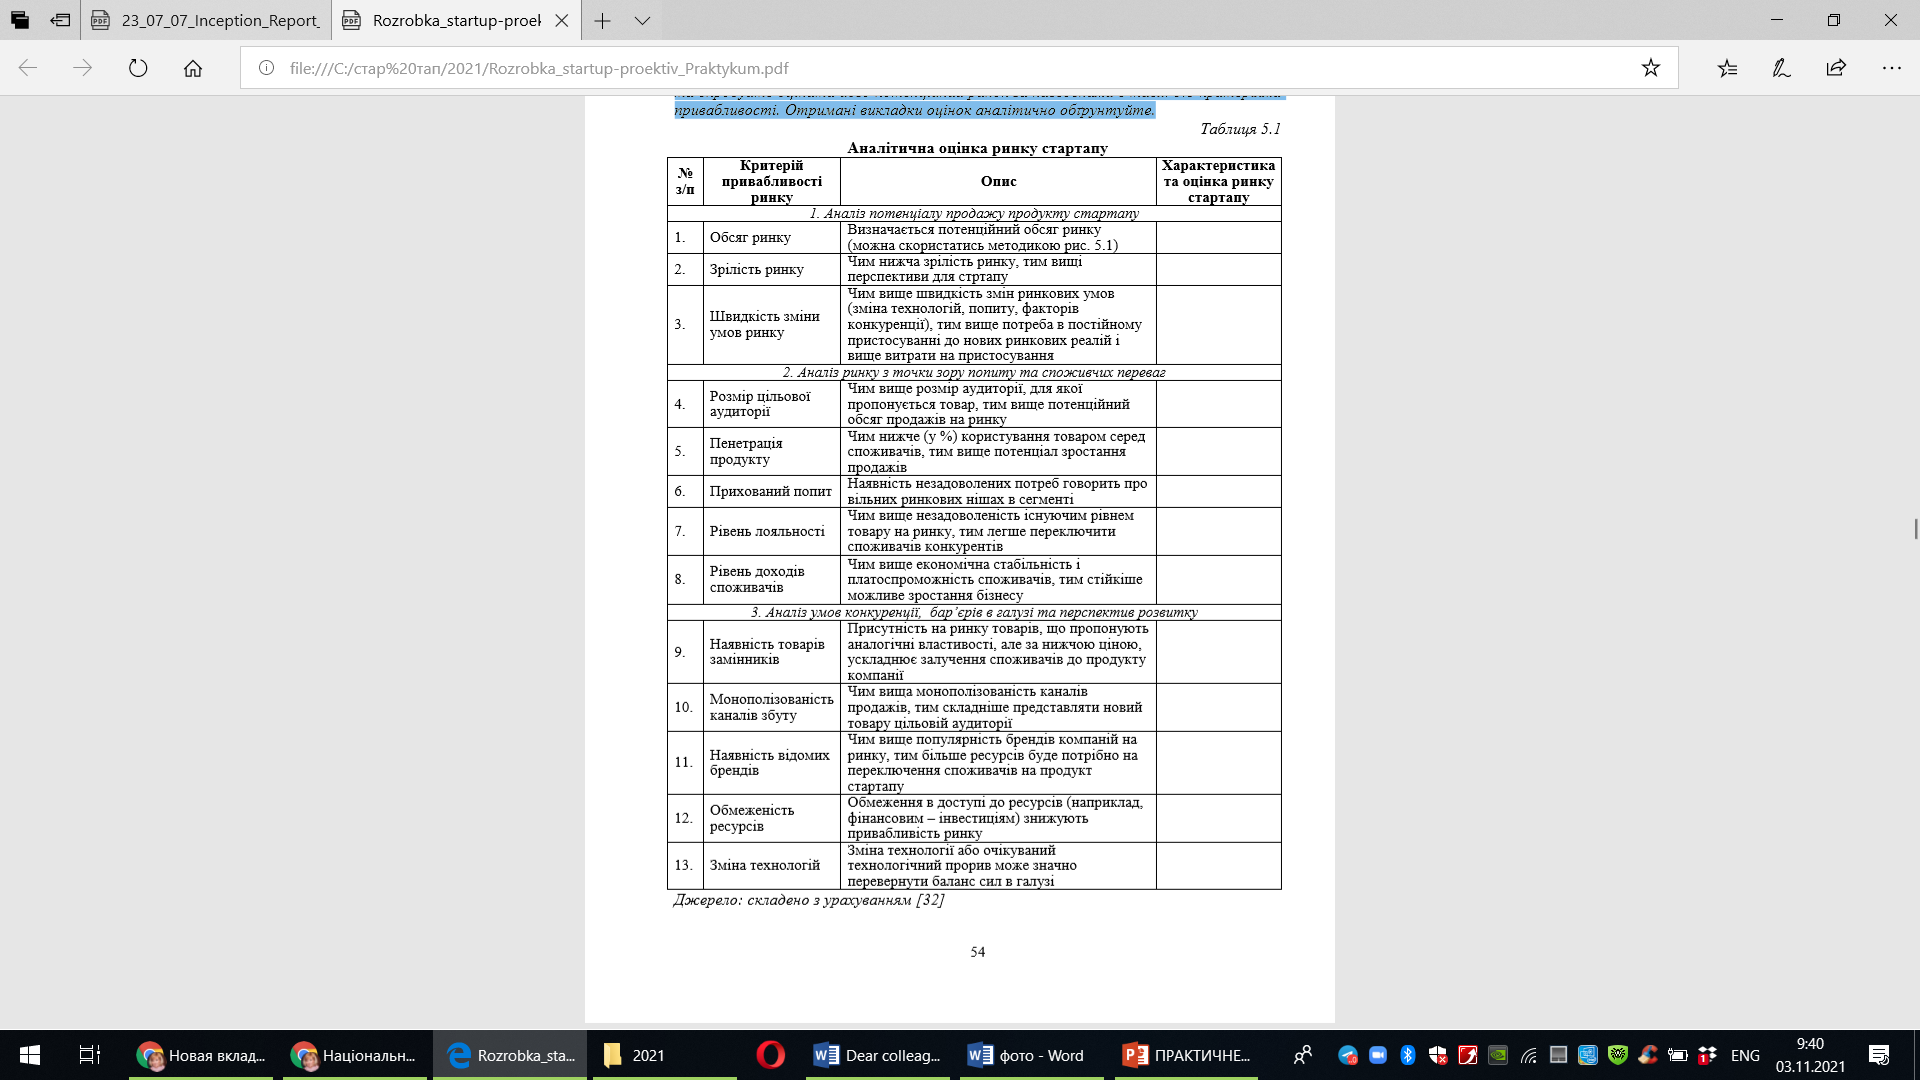 23_07_07_Inception_Report_
Rozrobka_startup-proek
file:///C:/стар%20тап/2021/Rozrobka_startup-proektiv_Praktykum.pdf
привабливості. Отримані викладки оцінок аналітично обґрунтуйте.
Таблиця 5.1
Аналітична оцінка ринку стартапу
№
з/п
Критерій
привабливості
ринку
Опис
Характеристика
та оцінка ринку
стартапу
1. Аналіз потенціалу продажу продукту стартапу
1.
Обсяг ринку
Визначається потенційний обсяг ринку
(можна скористатись методикою рис. 5.1)
2.
Зрілість ринку
Чим нижча зрілість ринку, тим вищі
перспективи для стртапу
3.
Швидкість зміни
умов ринку
Чим вище швидкість змін ринкових умов
(зміна технологій, попиту, факторів
конкуренції), тим вище потреба в постійному
пристосуванні до нових ринкових реалій і
вище витрати на пристосування
2. Аналіз ринку з точки зору попиту та споживчих переваг
4.
Розмір цільової
аудиторії
Чим вище розмір аудиторії, для якої
пропонується товар, тим вище потенційний
обсяг продажів на ринку
5.
Пенетрація
продукту
Чим нижче (у %) користування товаром серед
споживачів, тим вище потенціал зростання
продажів
6.
Прихований попит
Наявність незадоволених потреб говорить про
вільних ринкових нішах в сегменті
7.
Рівень лояльності
Чим вище незадоволеність існуючим рівнем
товару на ринку, тим легше переключити
споживачів конкурентів
8.
Рівень доходів
споживачів
Чим вище економічна стабільність і
платоспроможність споживачів, тим стійкіше
можливе зростання бізнесу
3. Аналіз умов конкуренції, бар’єрів в галузі та перспектив розвитку
9.
Наявність товарів
замінників
Присутність на ринку товарів, що пропонують
аналогічні властивості, але за нижчою ціною,
ускладнює залучення споживачів до продукту
компанії
10.
Монополізованість
каналів збуту
Чим вища монополізованість каналів
продажів, тим складніше представляти новий
товару цільовій аудиторії
11.
Наявність відомих
брендів
Чим вище популярність брендів компаній на
ринку, тим більше ресурсів буде потрібно на
переключення споживачів на продукт
стартапу
12.
Обмеженість
ресурсів
Обмеження в доступі до ресурсів (наприклад,
фінансовим – інвестиціям) знижують
привабливість ринку
13.
Зміна технологій
Зміна технології або очікуваний
технологічний прорив може значно
перевернути баланс сил в галузі
Джерело: складено з урахуванням [32]
54
Новая вклад...
Національн...
Rozrobka_sta...
2021
Dear colleag...
фото - Word
ПРАКТИЧНЕ...
ENG
9:40
03.11.2021